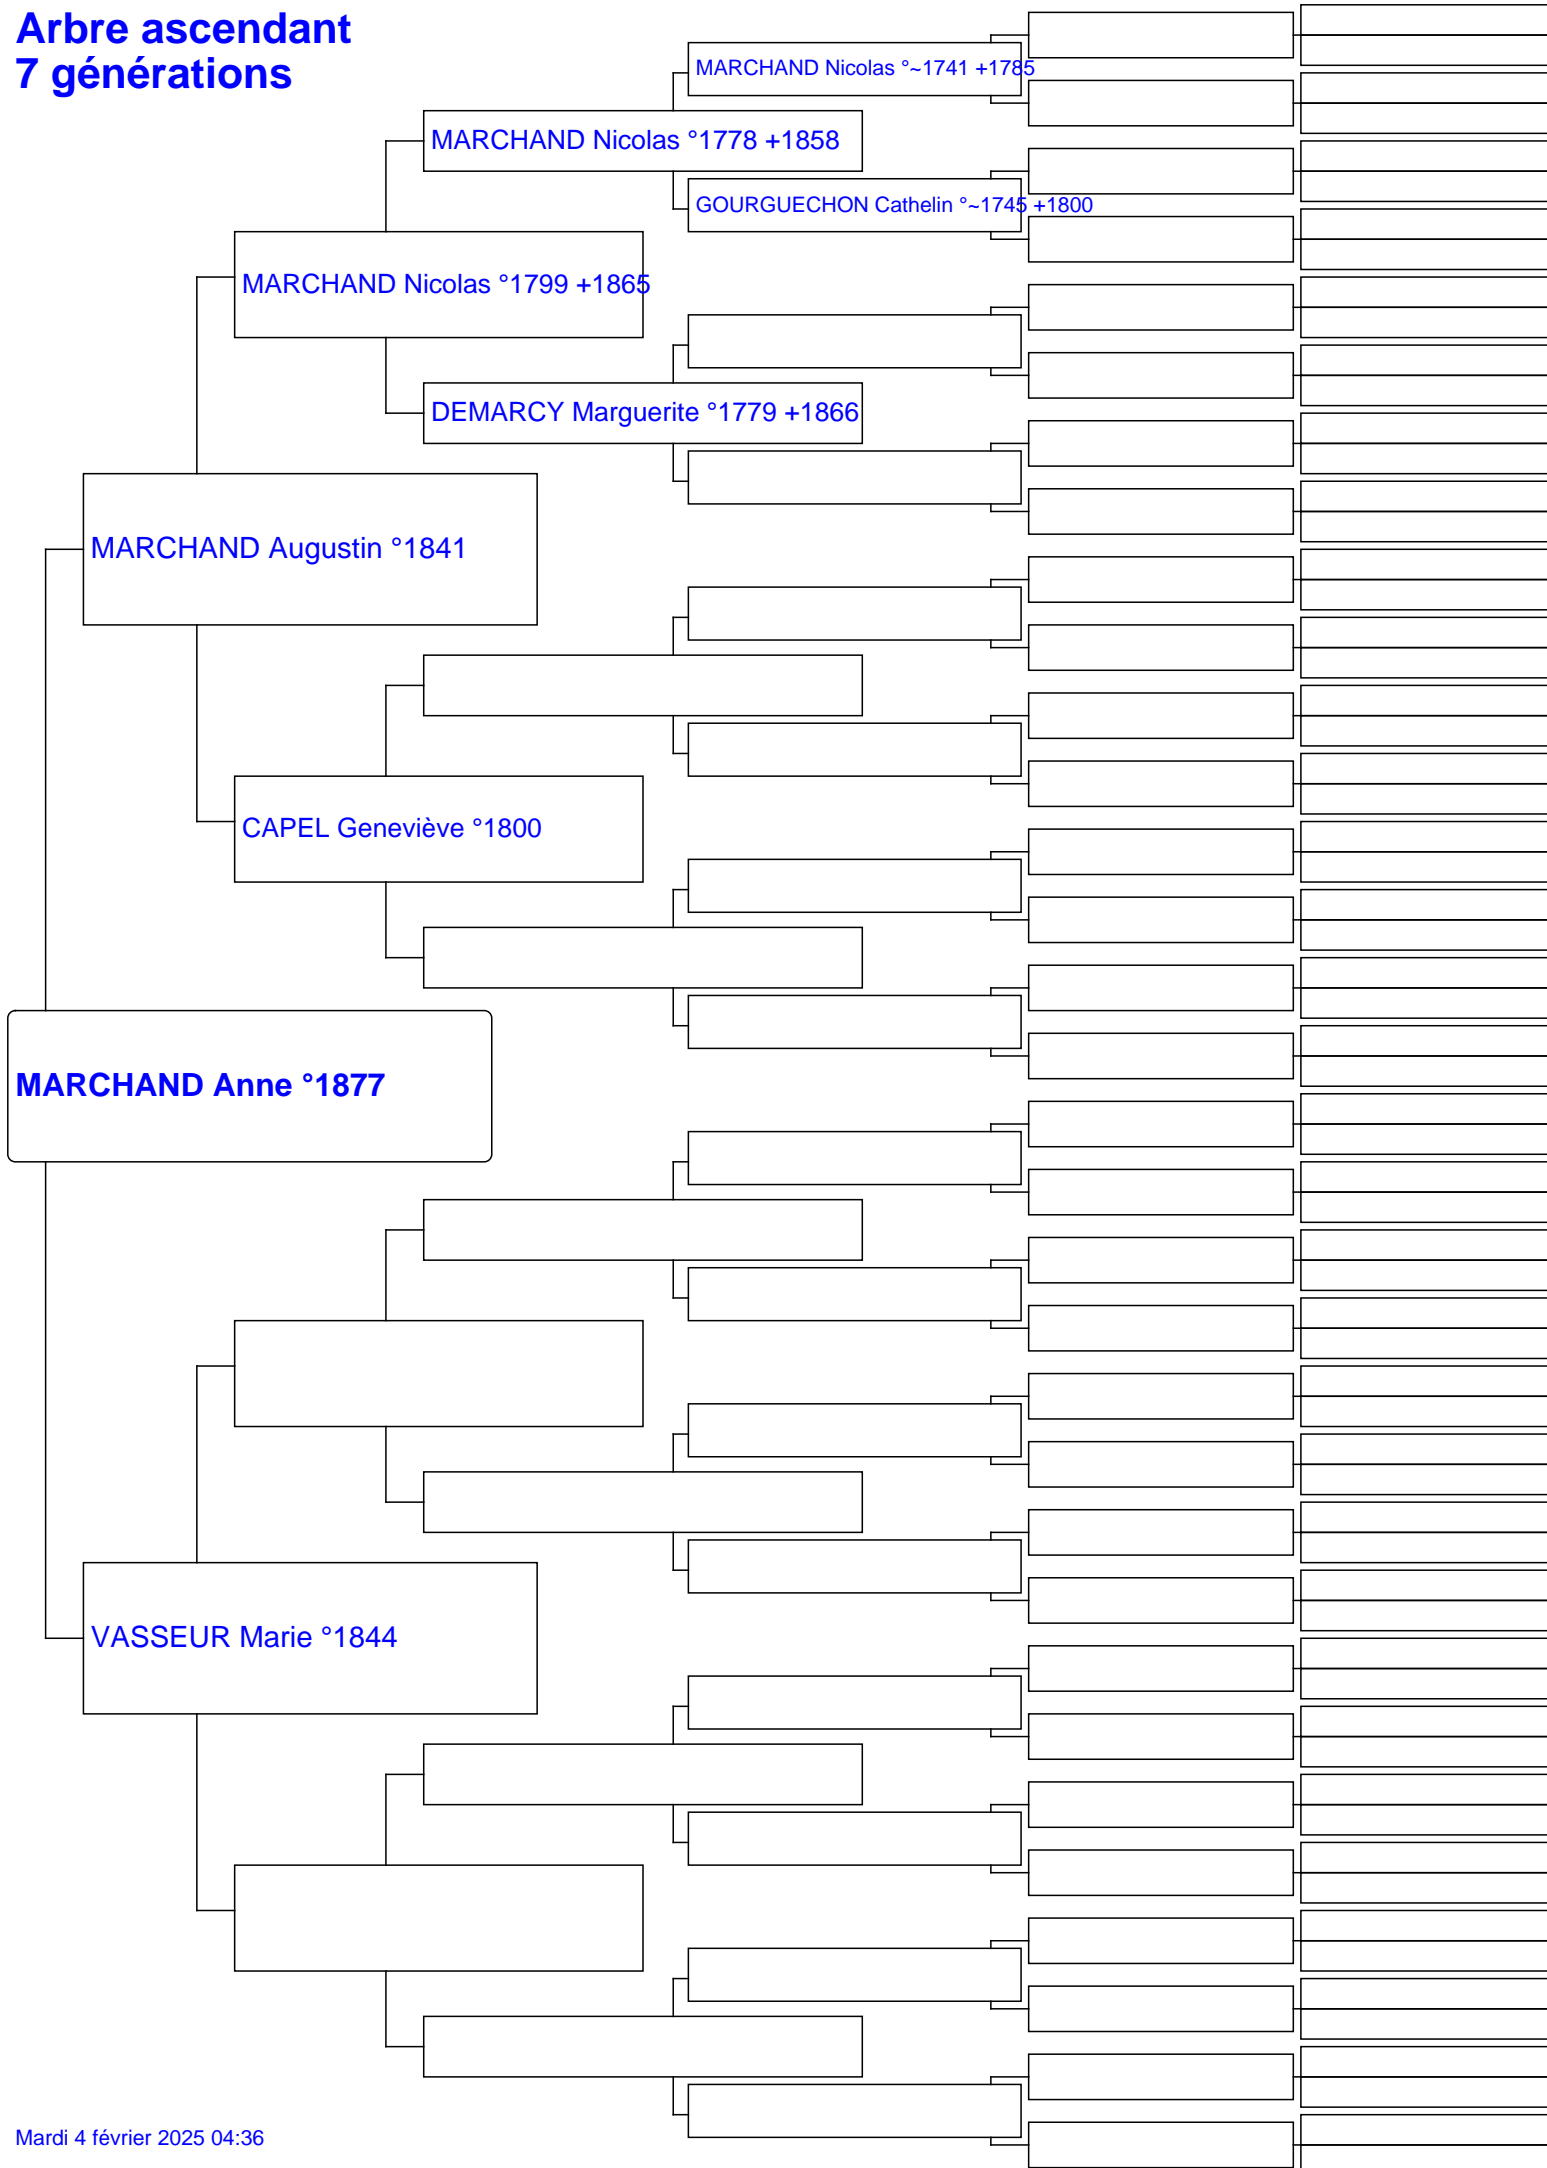 Arbre ascendant
7 générations
MARCHAND Nicolas °~1741 +1785
MARCHAND Nicolas °1778 +1858
GOURGUECHON Cathelin °~1745 +1800
MARCHAND Nicolas °1799 +1865
DEMARCY Marguerite °1779 +1866
MARCHAND Augustin °1841
CAPEL Geneviève °1800
MARCHAND Anne °1877
VASSEUR Marie °1844
Mardi 4 février 2025 04:36